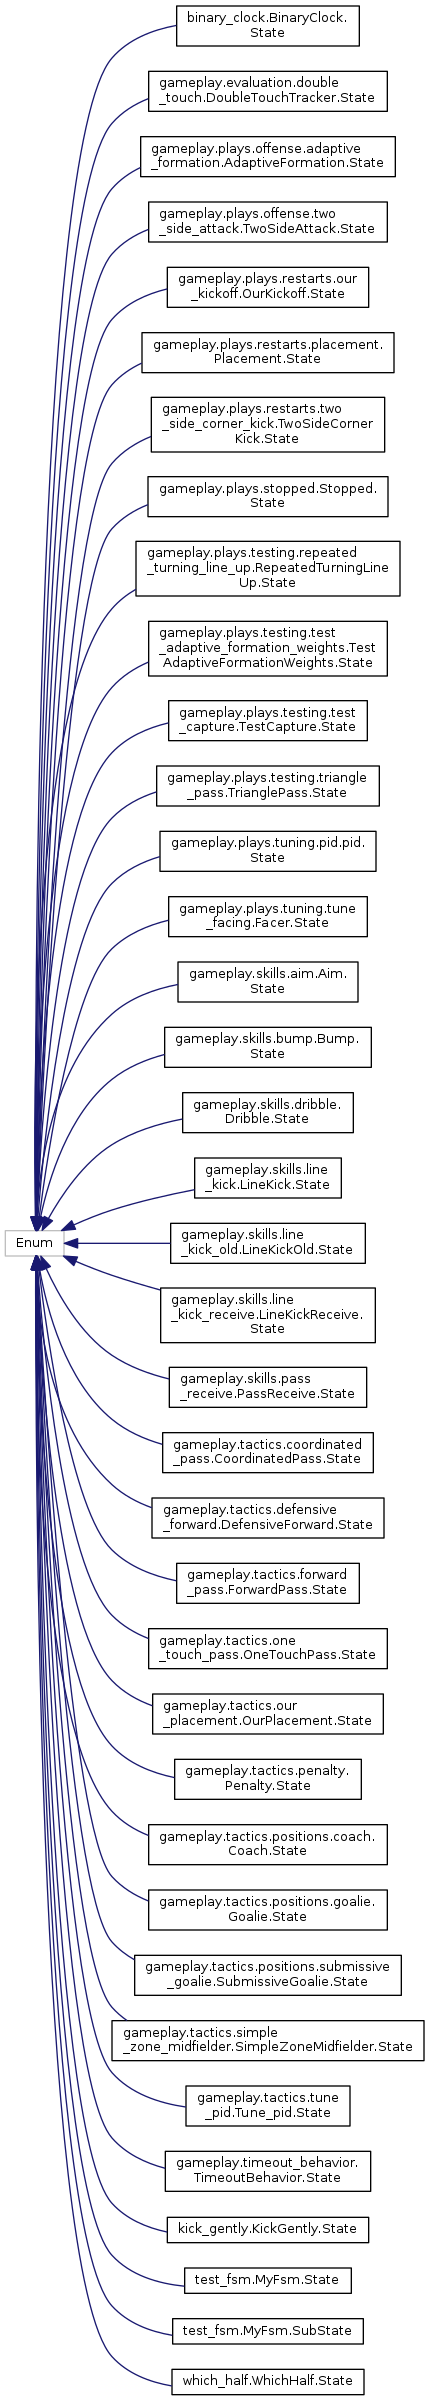 binary_clock.BinaryClock.
State
gameplay.evaluation.double
_touch.DoubleTouchTracker.State
gameplay.plays.offense.adaptive
_formation.AdaptiveFormation.State
gameplay.plays.offense.two
_side_attack.TwoSideAttack.State
gameplay.plays.restarts.our
_kickoff.OurKickoff.State
gameplay.plays.restarts.placement.
Placement.State
gameplay.plays.restarts.two
_side_corner_kick.TwoSideCorner
Kick.State
gameplay.plays.stopped.Stopped.
State
gameplay.plays.testing.repeated
_turning_line_up.RepeatedTurningLine
Up.State
gameplay.plays.testing.test
_adaptive_formation_weights.Test
AdaptiveFormationWeights.State
gameplay.plays.testing.test
_capture.TestCapture.State
gameplay.plays.testing.triangle
_pass.TrianglePass.State
gameplay.plays.tuning.pid.pid.
State
gameplay.plays.tuning.tune
_facing.Facer.State
gameplay.skills.aim.Aim.
State
gameplay.skills.bump.Bump.
State
gameplay.skills.dribble.
Dribble.State
gameplay.skills.line
_kick.LineKick.State
Enum
gameplay.skills.line
_kick_old.LineKickOld.State
gameplay.skills.line
_kick_receive.LineKickReceive.
State
gameplay.skills.pass
_receive.PassReceive.State
gameplay.tactics.coordinated
_pass.CoordinatedPass.State
gameplay.tactics.defensive
_forward.DefensiveForward.State
gameplay.tactics.forward
_pass.ForwardPass.State
gameplay.tactics.one
_touch_pass.OneTouchPass.State
gameplay.tactics.our
_placement.OurPlacement.State
gameplay.tactics.penalty.
Penalty.State
gameplay.tactics.positions.coach.
Coach.State
gameplay.tactics.positions.goalie.
Goalie.State
gameplay.tactics.positions.submissive
_goalie.SubmissiveGoalie.State
gameplay.tactics.simple
_zone_midfielder.SimpleZoneMidfielder.State
gameplay.tactics.tune
_pid.Tune_pid.State
gameplay.timeout_behavior.
TimeoutBehavior.State
kick_gently.KickGently.State
test_fsm.MyFsm.State
test_fsm.MyFsm.SubState
which_half.WhichHalf.State